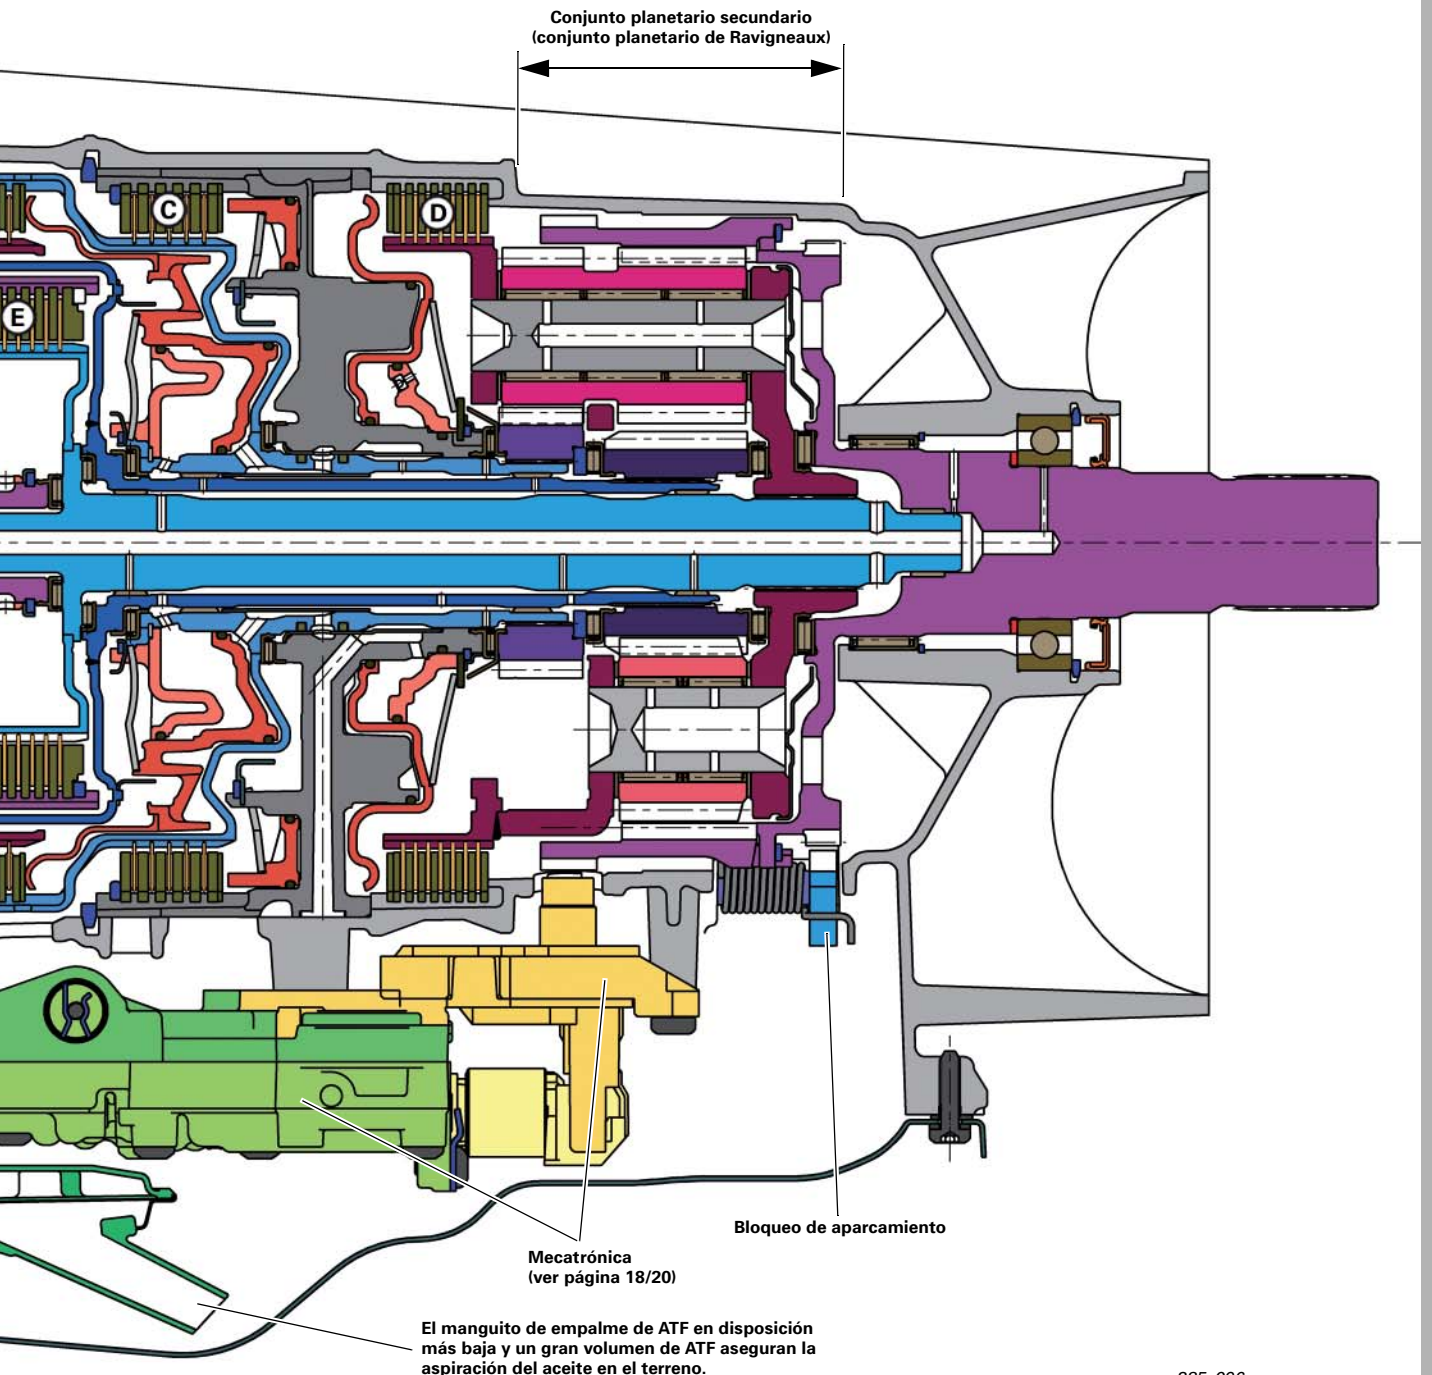 Conjunto planetario secundario
(conjunto planetario de Ravigneaux)
C
D
E
Bloqueo de aparcamiento
Mecatrónica
(ver página 18/20)
El manguito de empalme de ATF en disposición
más baja y un gran volumen de ATF aseguran la
aspiración del aceite en el terreno.